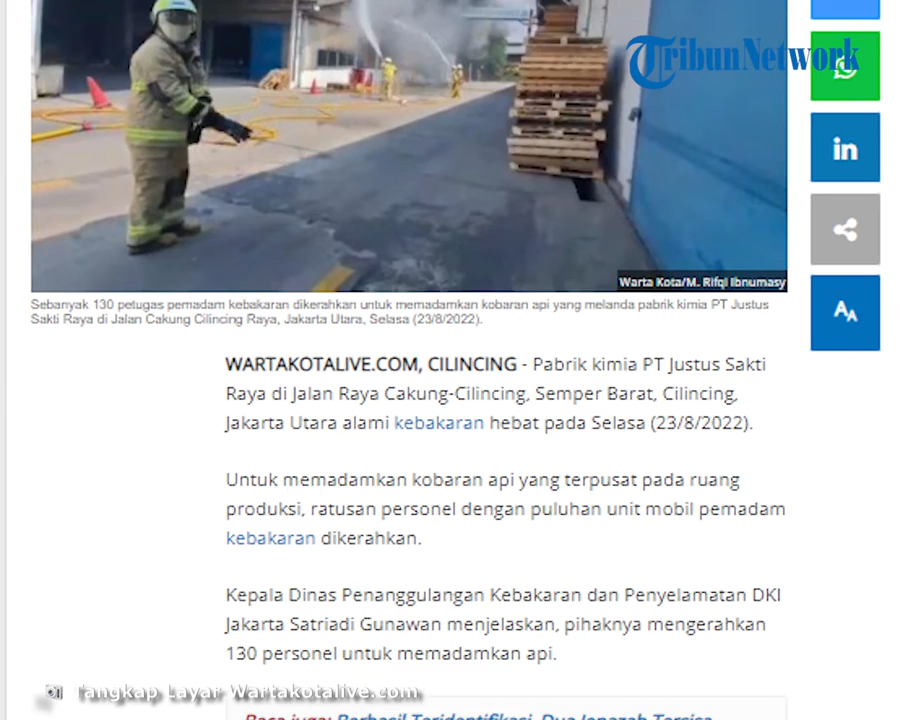 TribunNetwork
in
Warta Kota/M. Rifqi Ibnumasy
AA
Sebanyak 130 petugas pemadam kebakaran dikerahkan untuk memadamkan kobaran api yang melanda pabrik kimia PT Justus
Sakti Raya di Jalan Cakung Cilincing Raya, Jakarta Utara, Selasa (23/8/2022).
WARTAKOTALIVE.COM, CILINCING - Pabrik kimia PT Justus Sakti
Raya di Jalan Raya Cakung-Cilincing, Semper Barat, Cilincing,
Jakarta Utara alami kebakaran hebat pada Selasa (23/8/2022).
Untuk memadamkan kobaran api yang terpusat pada ruang
produksi, ratusan personel dengan puluhan unit mobil pemadam
kebakaran dikerahkan.
Kepala Dinas Penanggulangan Kebakaran dan Penyelamatan DKI
Jakarta Satriadi Gunawan menjelaskan, pihaknya mengerahkan
130 personel untuk memadamkan api.
Tangkap Layar Wartakotalive.com
Baca juga: Berhasil Teridentifikasi, Dua Jenazah Tersisa